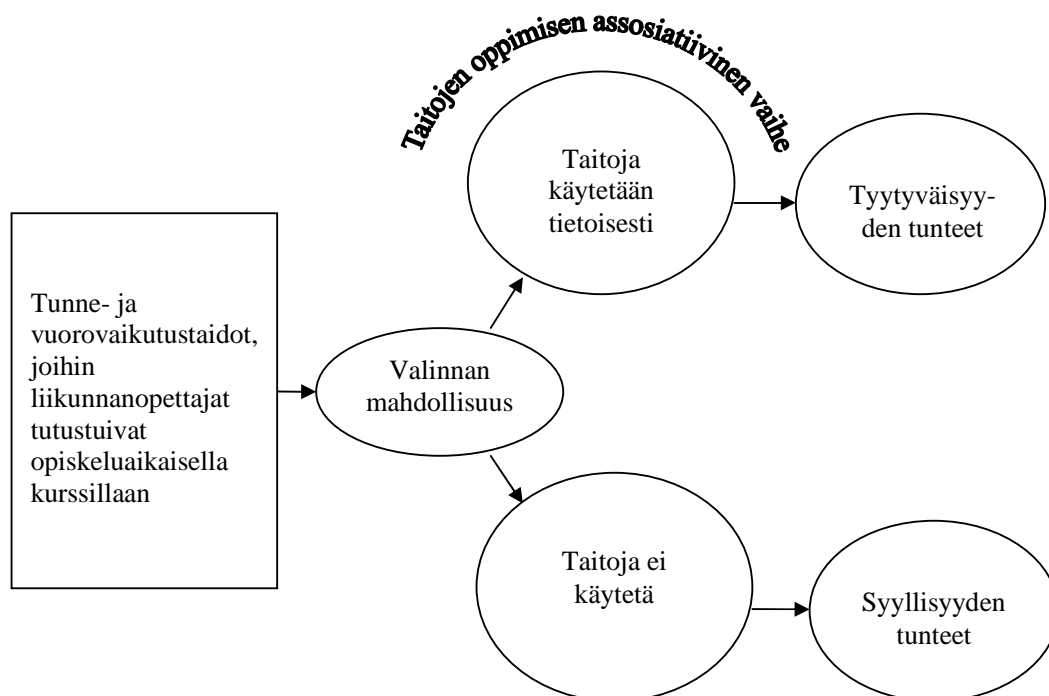 Taitojen oppimisen assosiatiivinen vaihe
Taitoja
käytetään
tietoisesti
Tyytyväisyy-
den tunteet
Tunne- ja
vuorovaikutustaidot,
joihin
liikunnanopettajat
tutustuivat
opiskeluaikaisella
kurssillaan
Valinnan
mahdollisuus
Taitoja ei
käytetä
Syyllisyyden
tunteet